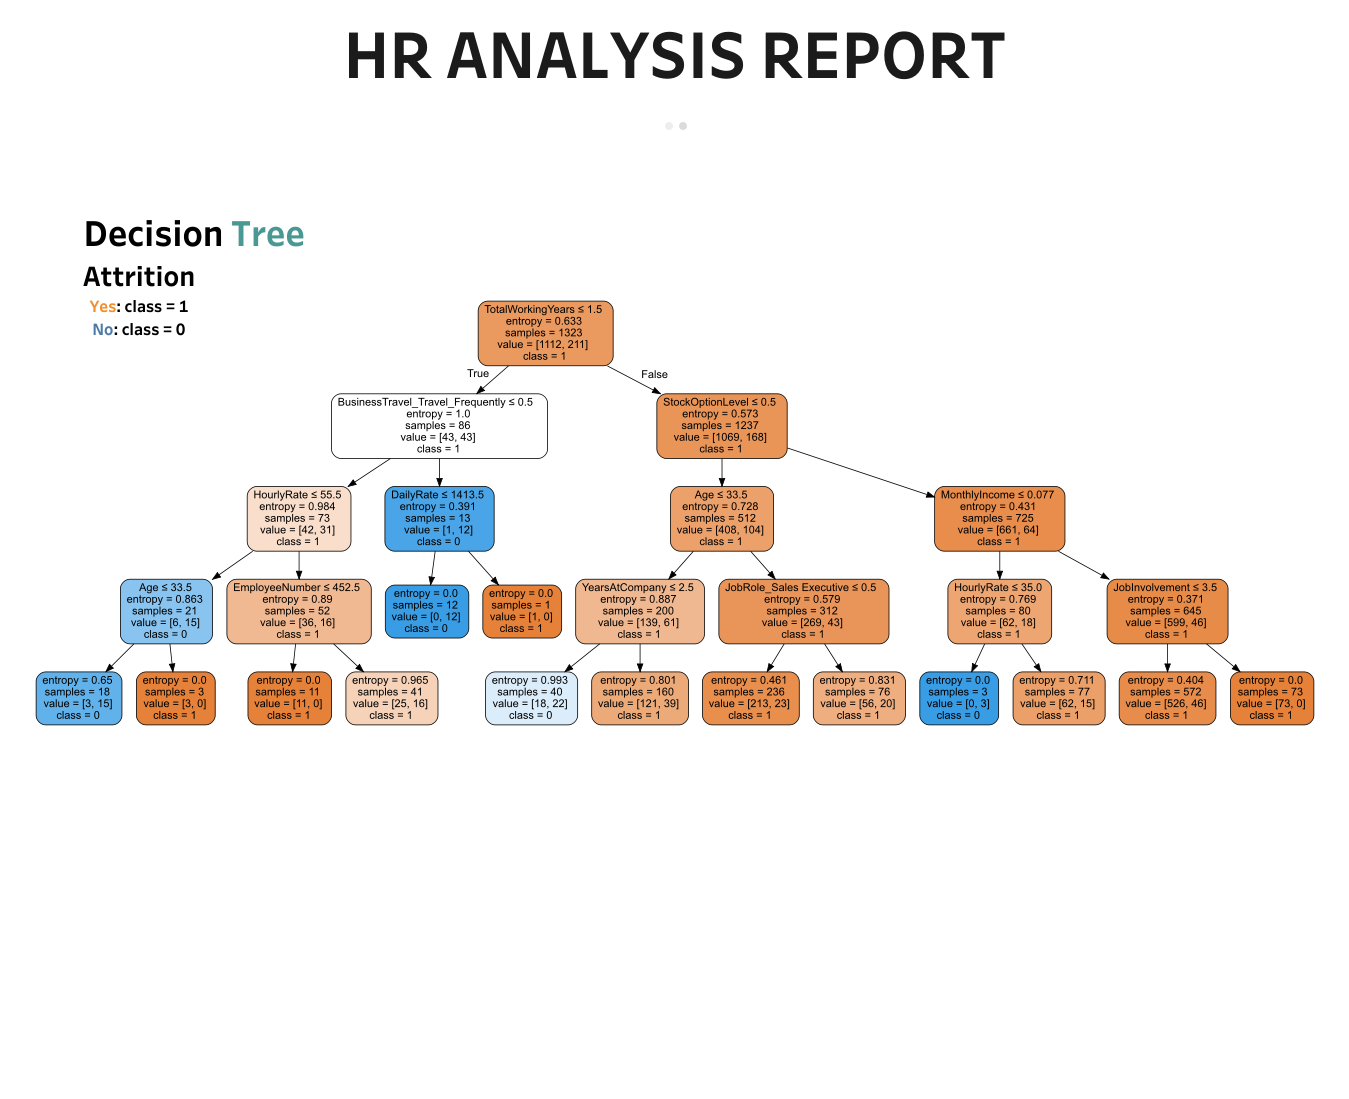 HR ANALYSIS REPORT
Decision Tree
Attrition
Yes: class = 1
No: class = 0
TotalWorkingYears ≤ 1.5
entropy = 0.633
samples = 1323
value = [1112, 211]
class = 1
True
False
BusinessTravel_Travel_Frequently ≤ 0.5
entropy = 1.0
samples = 86
value = [43, 43]
class = 1
StockOptionLevel ≤ 0.5
entropy = 0.573
samples = 1237
value = [1069, 168]
class = 1
HourlyRate ≤ 55.5
entropy = 0.984
samples = 73
value = [42, 31]
class = 1
DailyRate ≤ 1413.5
entropy = 0.391
samples = 13
value = [1, 12]
class = 0
Age ≤ 33.5
entropy = 0.728
samples = 512
value = [408, 104]
class = 1
MonthlyIncome ≤ 0.077
entropy = 0.431
samples = 725
value = [661, 64]
class = 1
Age ≤ 33.5
entropy = 0.863
samples = 21
value = [6, 15]
class = 0
EmployeeNumber ≤ 452.5
entropy = 0.89
samples = 52
value = [36, 16]
class = 1
entropy = 0.0
samples = 12
value = [0, 12]
class = 0
entropy = 0.0
samples = 1
value = [1, 0]
class = 1
YearsAtCompany ≤ 2.5
entropy = 0.887
samples = 200
value = [139, 61]
class = 1
JobRole_Sales Executive ≤ 0.5
entropy = 0.579
samples = 312
value = [269, 43]
class = 1
HourlyRate ≤ 35.0
entropy = 0.769
samples = 80
value = [62, 18]
class = 1
JobInvolvement ≤ 3.5
entropy = 0.371
samples = 645
value = [599, 46]
class = 1
entropy = 0.65
samples = 18
value = [3, 15]
class = 0
entropy = 0.0
samples = 3
value = [3, 0]
class = 1
entropy = 0.0
samples = 11
value = [11, 0]
class = 1
entropy = 0.965
samples = 41
value = [25, 16]
class = 1
entropy = 0.993
samples = 40
value = [18, 22]
class = 0
entropy = 0.801
samples = 160
value = [121, 39]
class = 1
entropy = 0.461
samples = 236
value = [213, 23]
class = 1
entropy = 0.831
samples = 76
value = [56, 20]
class = 1
entropy = 0.0
samples = 3
value = [0, 3]
class = 0
entropy = 0.711
samples = 77
value = [62, 15]
class = 1
entropy = 0.404
samples = 572
value = [526, 46]
class = 1
entropy = 0.0
samples = 73
value = [73, 0]
class = 1